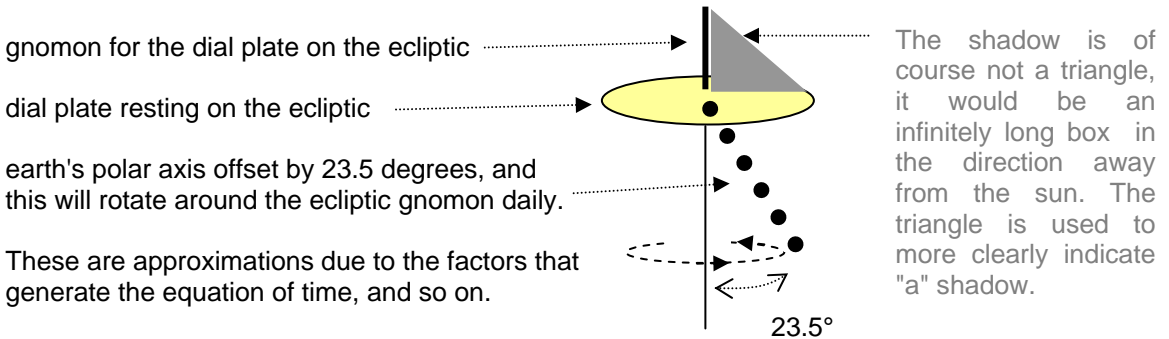 gnomon for the dial plate on the ecliptic
dial plate resting on the ecliptic
earth's polar axis offset by 23.5 degrees, and
this will rotate around the ecliptic gnomon daily.
These are approximations due to the factors that
generate the equation of time, and so on.
23.5°
The shadow is of
course not a triangle,
it would be an
infinitely long box in
the direction away
from the sun. The
triangle is used to
more clearly indicate
"a" shadow.